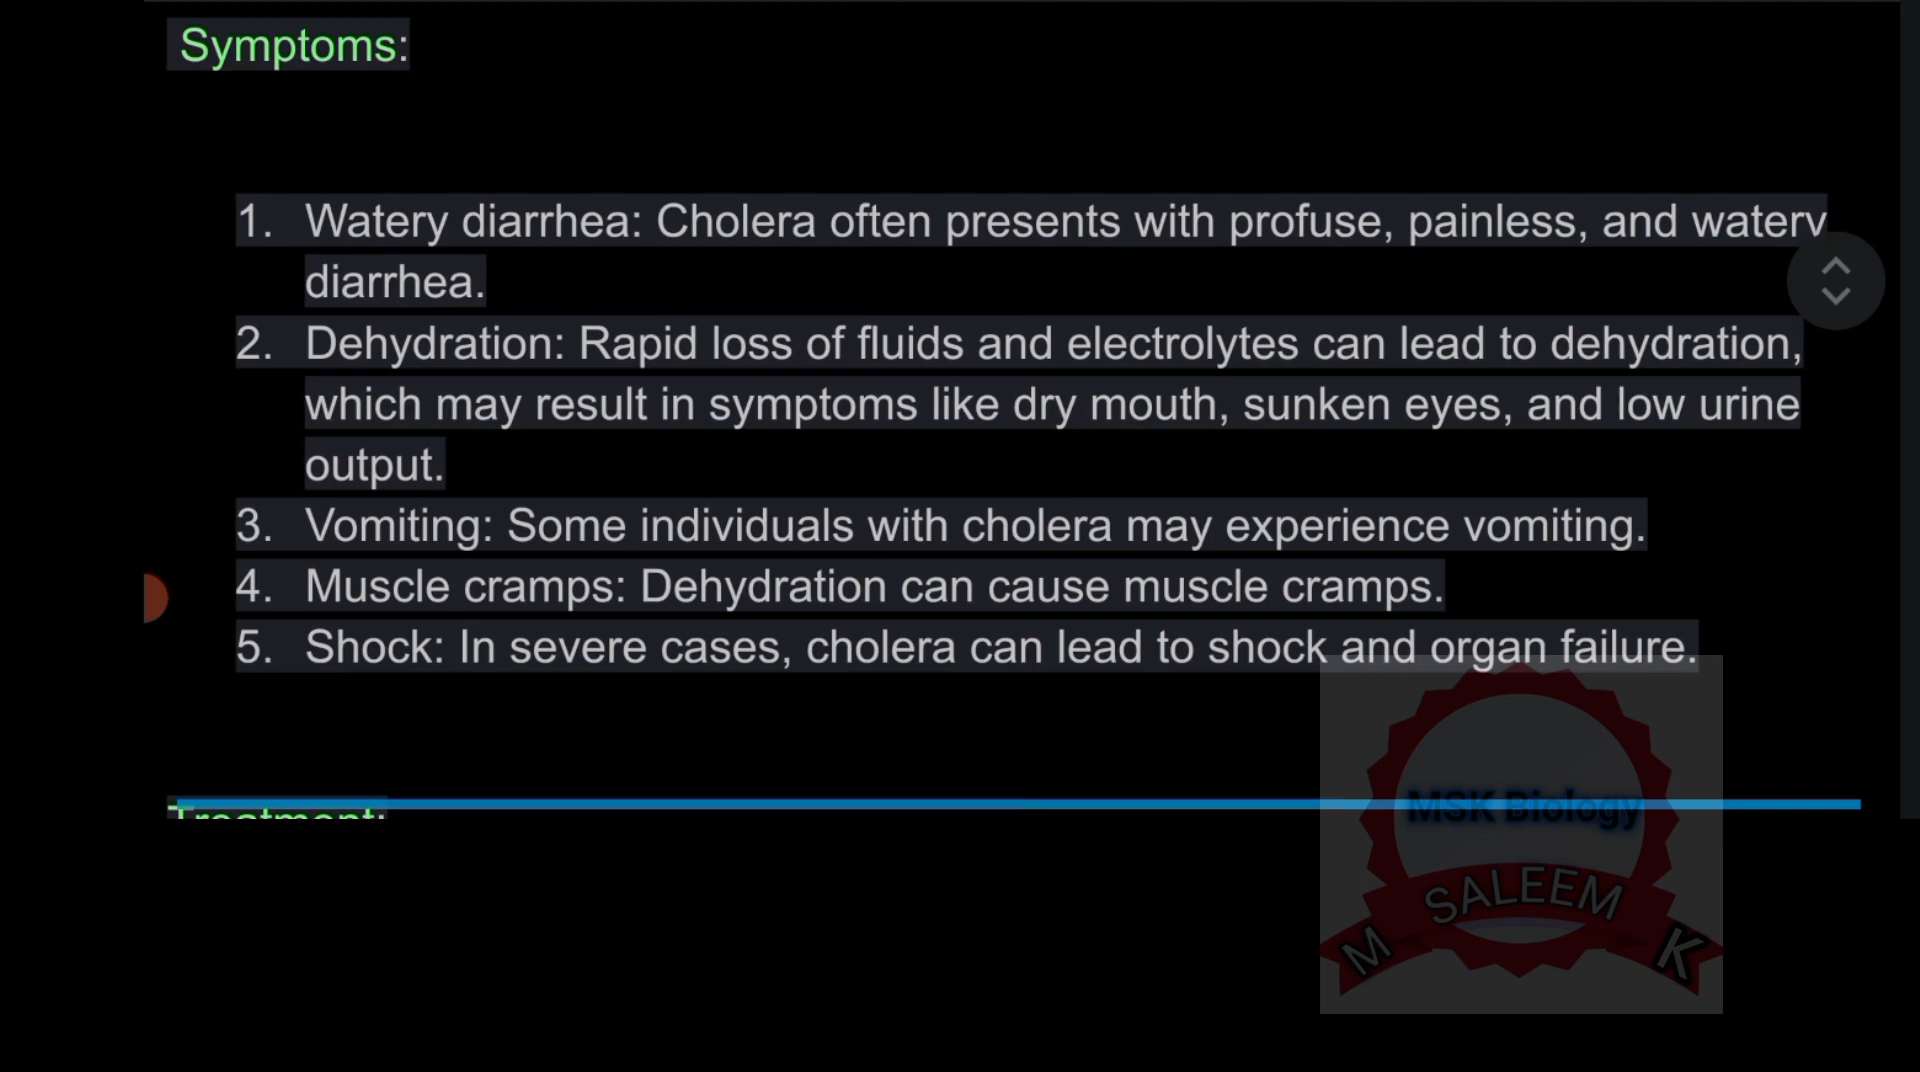 Symptoms:
1. Watery diarrhea: Cholera often presents with profuse, painless, and watery
diarrhea.
2. Dehydration: Rapid loss of fluids and electrolytes can lead to dehydration,
which may result in symptoms like dry mouth, sunken eyes, and low urine
output.
3. Vomiting: Some individuals with cholera may experience vomiting.
4. Muscle cramps: Dehydration can cause muscle cramps.
5. Shock: In severe cases, cholera can lead to shock and organ failure.
Treatment:
MSK Biology
M SALEEM K